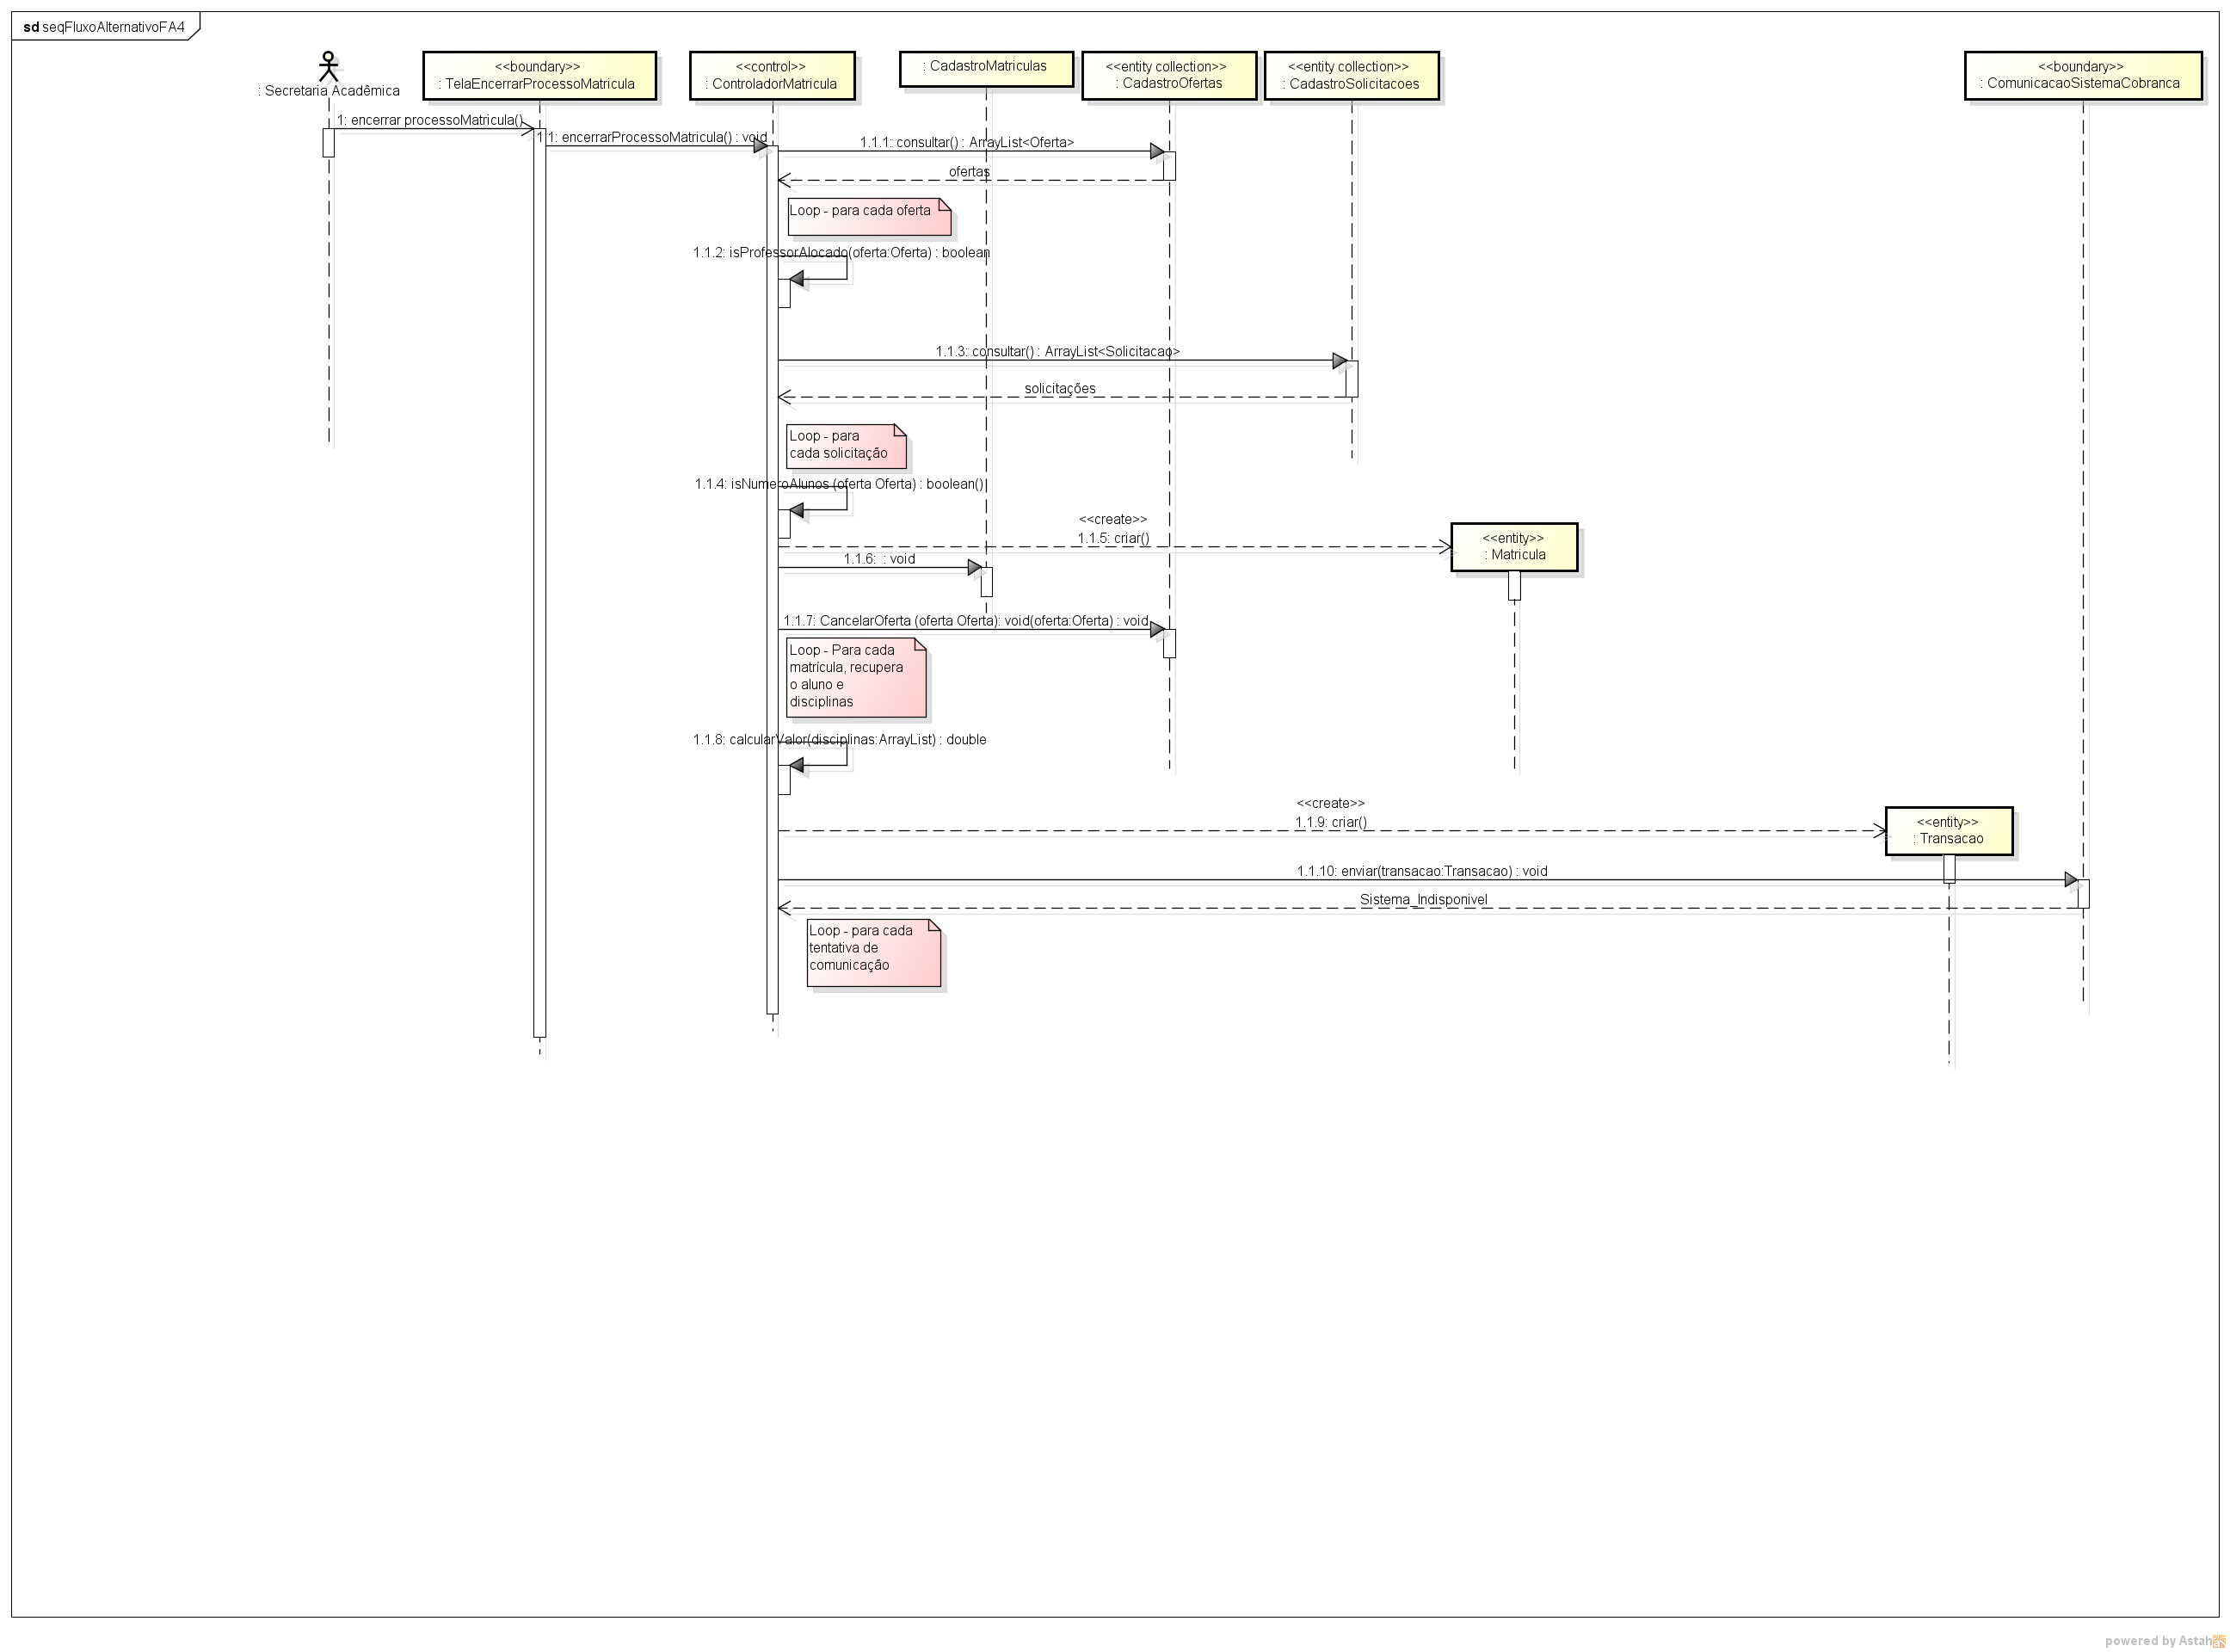 sd seqFluxoAlternativoFA4
: Secretaria Acadêmica
<<boundary>>
: TelaEncerrarProcessoMatricula
<<control>>
: ControladorMatricula
: CadastroMatriculas
<<entity collection>>
: CadastroOfertas
<<entity collection>>
: CadastroSolicitacoes
<<boundary>>
: ComunicacaoSistemaCobranca
1: encerrar processoMatricula()
1.1: encerrarProcessoMatricula() : void
1.1.1: consultar() : ArrayList<Oferta>
ofertas
Loop - para cada oferta
1.1.2: isProfessorAlocado(oferta:Oferta) : boolean
1.1.3: consultar() : ArrayList<Solicitacao>
solicitações
Loop - para
cada solicitação
1.1.4: isNumeroAlunos (oferta Oferta) : boolean()
<<create>>
1.1.5: criar()
<<entity>>
: Matricula
1.1.6: : void
1.1.7: CancelarOferta (oferta Oferta): void(oferta:Oferta) : void
Loop - Para cada
matrícula, recupera
o aluno e
disciplinas
1.1.8: calcularValor(disciplinas:ArrayList) : double
<<create>>
1.1.9: criar()
<<entity>>
: Transacao
1.1.10: enviar(transacao:Transacao) : void
Sistema_Indisponivel
Loop - para cada
tentativa de
comunicação
powered by Astah